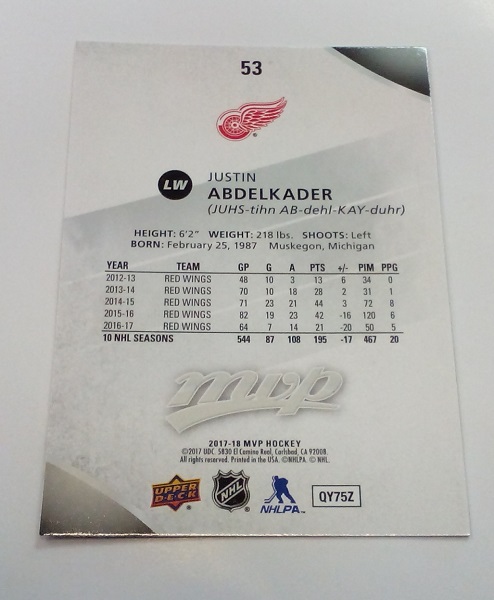 53
LW
JUSTIN
ABDELKADER
(JUHS-tihn AB-dehl-KAY-duhr)
HEIGHT: 6'2" WEIGHT: 218 lbs. SHOOTS: Left
BORN: February 25, 1987 Muskegon, Michigan
YEAR TEAM GP G A PTS +/- PIM PPG
2012-13 RED WINGS 48 10 3 13 6 34 0
2013-14 RED WINGS 70 10 18 28 2 31 1
2014-15 RED WINGS 71 23 21 44 3 72 8
2015-16 RED WINGS 82 19 23 42 -16 120 6
2016-17 RED WINGS 64 7 14 21 -20 50 5
10 NHL SEASONS 544 87 108 195 -17 467 20
mvp
2017-18 MVP HOCKEY
©2017 UDC. 5830 El Camino Real, Carlsbad, CA 92008.
All rights reserved. Printed in the USA. ©NHLPA. © NHL.
UPPER DECK NHL NHLPA QY75Z